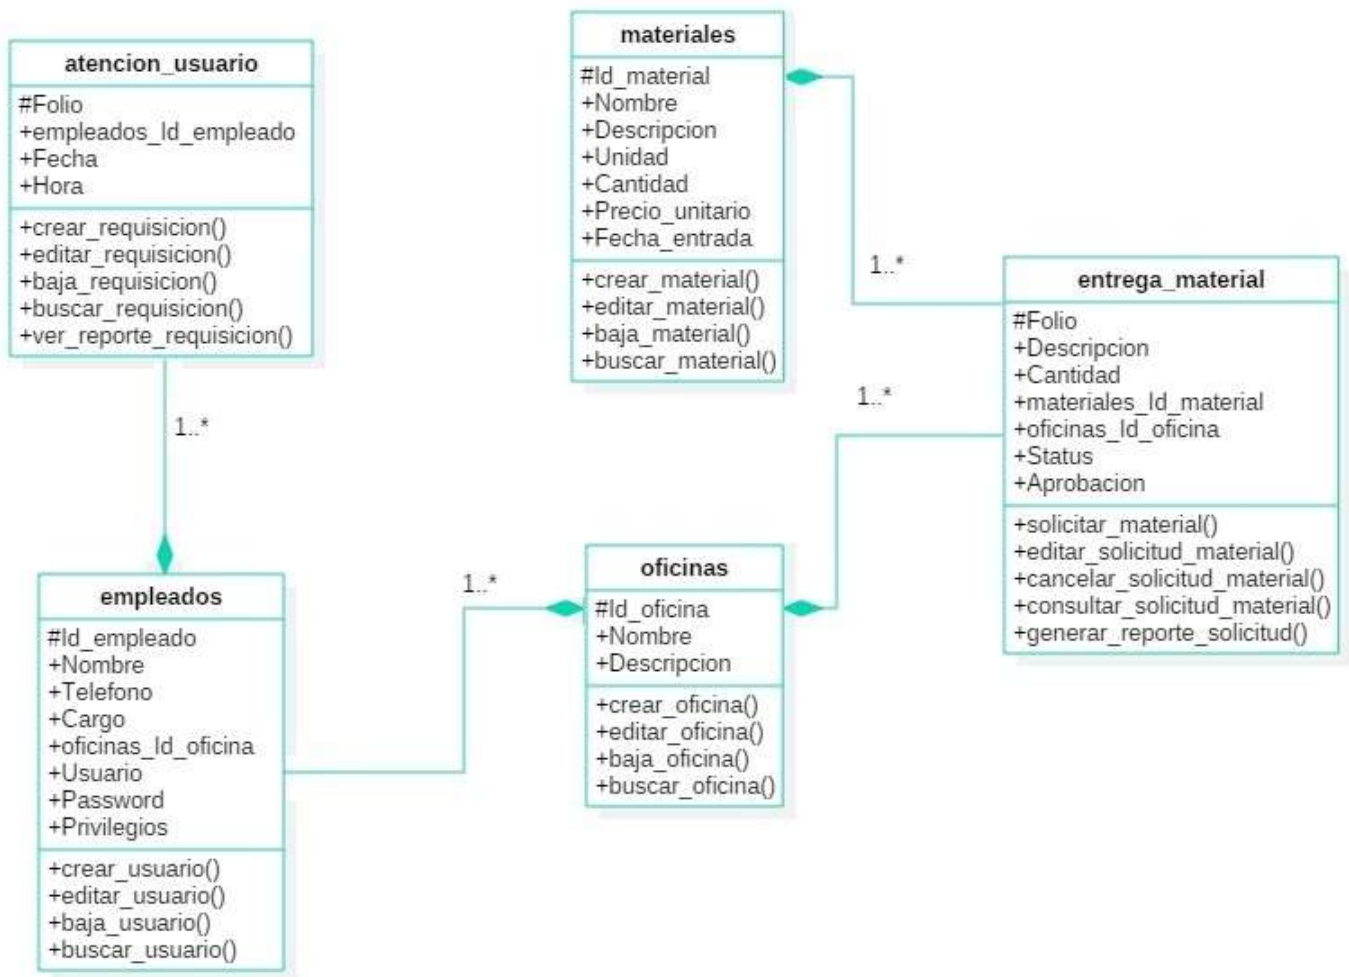 atencion_usuario
#Folio
+empleados_Id_empleado
+Fecha
+Hora
+crear_requisicion()
+editar_requisicion()
+baja_requisicion()
+buscar_requisicion()
+ver_reporte_requisicion()
1..*
materiales
#Id_material
+Nombre
+Descripcion
+Unidad
+Cantidad
+Precio_unitario
+Fecha_entrada
+crear_material()
+editar_material()
+baja_material()
+buscar_material()
1..*
entrega_material
#Folio
+Descripcion
+Cantidad
+materiales_Id_material
+oficinas_Id_oficina
+Status
+Aprobacion
+solicitar_material()
+editar_solicitud_material()
+cancelar_solicitud_material()
+consultar_solicitud_material()
+generar_reporte_solicitud()
1..*
empleados
#Id_empleado
+Nombre
+Telefono
+Cargo
+oficinas_Id_oficina
+Usuario
+Password
+Privilegios
+crear_usuario()
+editar_usuario()
+baja_usuario()
+buscar_usuario()
1..*
oficinas
#Id_oficina
+Nombre
+Descripcion
+crear_oficina()
+editar_oficina()
+baja_oficina()
+buscar_oficina()